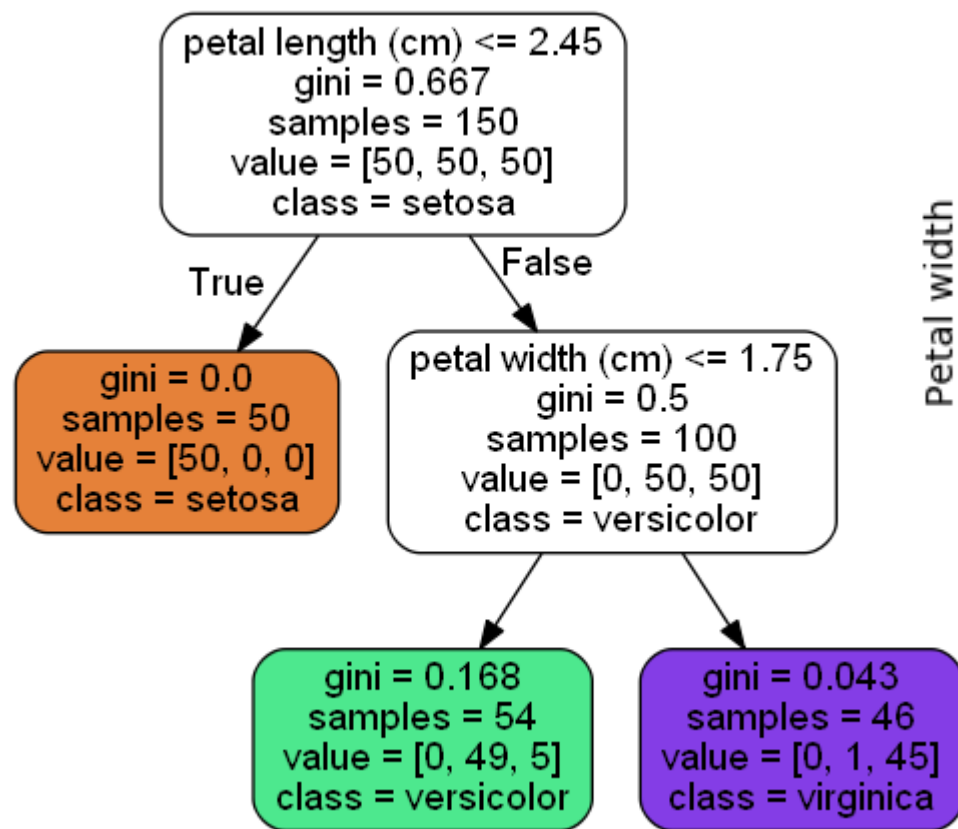 petal length (cm) <= 2.45
gini = 0.667
samples = 150
value = [50, 50, 50]
class = setosa
True
False
gini = 0.0
samples = 50
value = [50, 0, 0]
class = setosa
petal width (cm) <= 1.75
gini = 0.5
samples = 100
value = [0, 50, 50]
class = versicolor
gini = 0.168
samples = 54
value = [0, 49, 5]
class = versicolor
gini = 0.043
samples = 46
value = [0, 1, 45]
class = virginica
Petal width